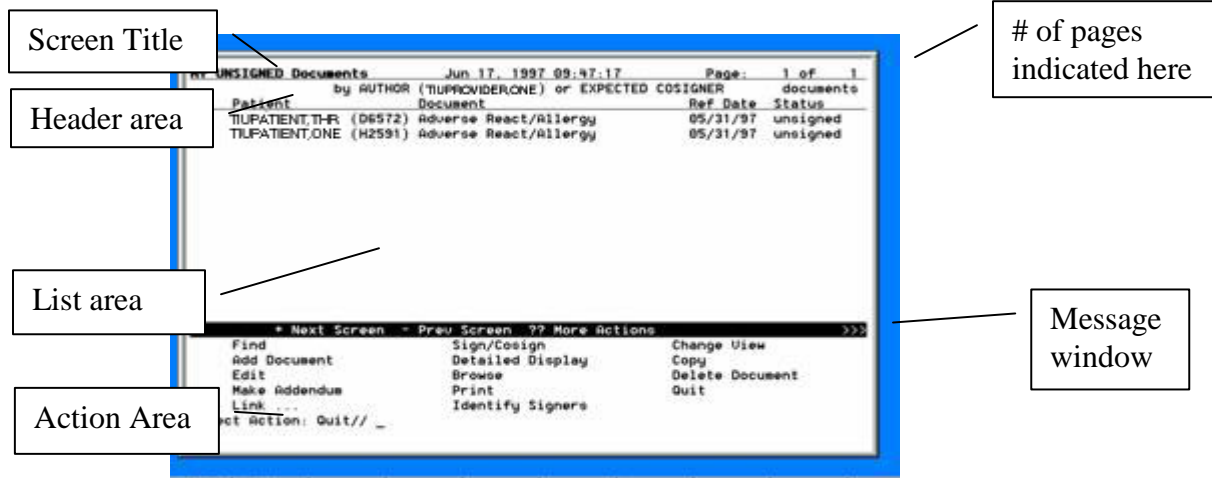 Screen Title
# of pages
indicated here
UNSIGNED Documents Jun 17, 1997 09:47:17 Page: 1 of 1
by AUTHOR (TIUPROVIDER,ONE) or EXPECTED COSIGNER documents
Patient Document Ref Date Status
Header area
TIUPATIENT,THR (D6572) Adverse React/Allergy 05/31/97 unsigned
TIUPATIENT,ONE (H2591) Adverse React/Allergy 05/31/97 unsigned
List area
Message
window
+ Next Screen - Prev Screen ?? More Actions >>>
Find Sign/Cosign Change View
Add Document Detailed Display Copy
Edit Browse Delete Document
Make Addendum Print Quit
Link ... Identify Signers
Action Area
ct Action: Quit// _